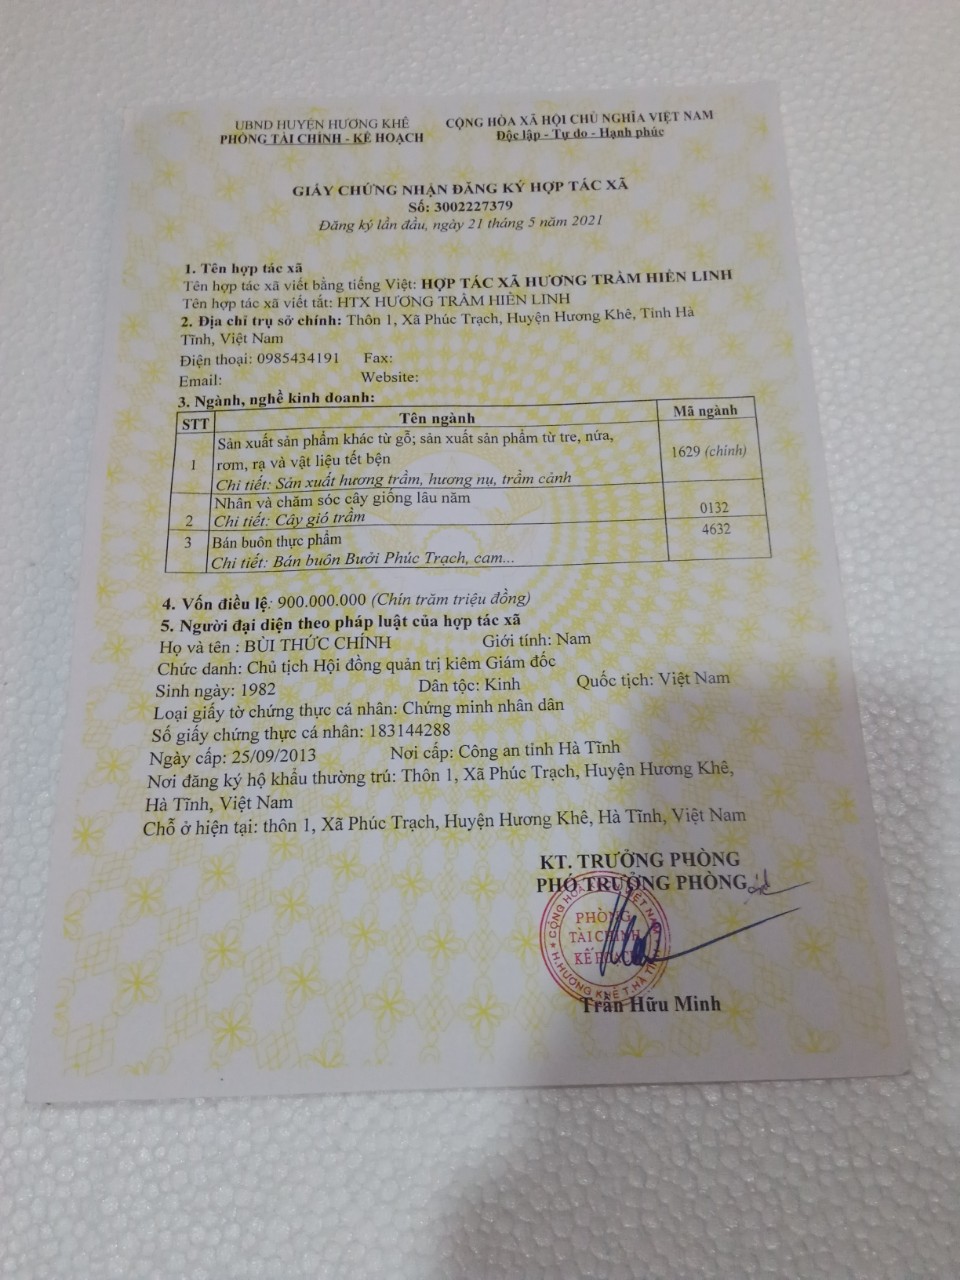 UBND HUYỆN HƯƠNG KHÊ
PHÒNG TÀI CHÍNH - KẾ HOẠCH
CỘNG HÒA XÃ HỘI CHỦ NGHĨA VIỆT NAM
Độc lập - Tự do - Hạnh phúc
GIẤY CHỨNG NHẬN ĐĂNG KÝ HỢP TÁC XÃ
Số: 3002227379
Đăng ký lần đầu, ngày 21 tháng 5 năm 2021
1. Tên hợp tác xã
Tên hợp tác xã viết bằng tiếng Việt: HỢP TÁC XÃ HƯƠNG TRẦM HIỀN LINH
Tên hợp tác xã viết tắt: HTX HƯƠNG TRẦM HIỀN LINH
2. Địa chỉ trụ sở chính: Thôn 1, Xã Phúc Trạch, Huyện Hương Khê, Tỉnh Hà
Tĩnh, Việt Nam
Điện thoại: 0985434191 Fax:
Email: Website:
3. Ngành, nghề kinh doanh:
STT Tên ngành Mã ngành
1 Sản xuất sản phẩm khác từ gỗ; sản xuất sản phẩm từ tre, nứa,
rơm, rạ và vật liệu tết bện 1629 (chính)
Chi tiết: Sản xuất hương trầm, hương nụ, trầm cảnh
Nhân và chăm sóc cây giống lâu năm
2 Chi tiết: Cây gió trầm 0132
3 Bán buôn thực phẩm 4632
Chi tiết: Bán buôn Bưởi Phúc Trạch, cam...
4. Vốn điều lệ: 900.000.000 (Chín trăm triệu đồng)
5. Người đại diện theo pháp luật của hợp tác xã
Họ và tên : BÙI THỨC CHÍNH Giới tính: Nam
Chức danh: Chủ tịch Hội đồng quản trị kiêm Giám đốc
Sinh ngày: 1982 Dân tộc: Kinh Quốc tịch: Việt Nam
Loại giấy tờ chứng thực cá nhân: Chứng minh nhân dân
Số giấy chứng thực cá nhân: 183144288
Ngày cấp: 25/09/2013 Nơi cấp: Công an tỉnh Hà Tĩnh
Nơi đăng ký hộ khẩu thường trú: Thôn 1, Xã Phúc Trạch, Huyện Hương Khê,
Hà Tĩnh, Việt Nam
Chỗ ở hiện tại: thôn 1, Xã Phúc Trạch, Huyện Hương Khê, Hà Tĩnh, Việt Nam
KT. TRƯỞNG PHÒNG
PHÓ TRƯỞNG PHÒNG
PHÒNG
TÀI CHÍNH
KẾ HOẠCH
H.HƯƠNG KHÊ T.HÀ TĨNH
Trần Hữu Minh